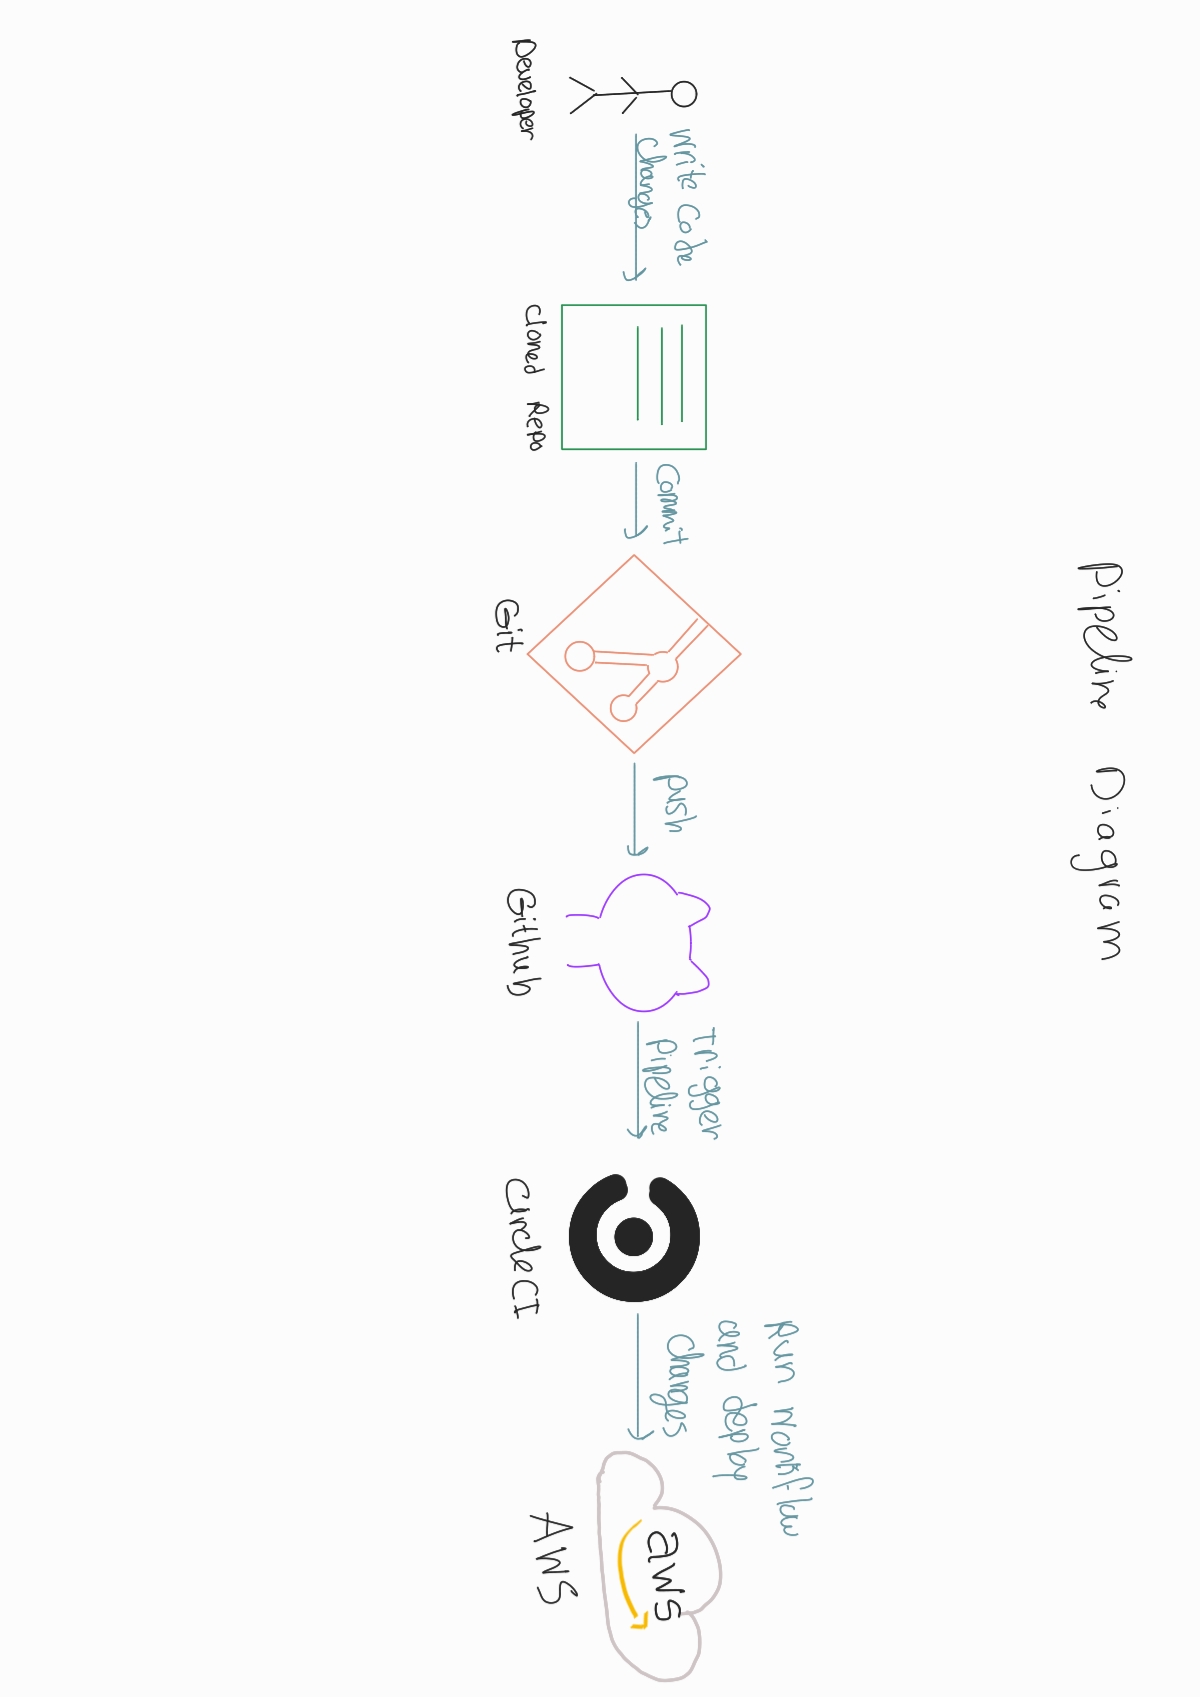 Pipeline Diagram
Write Code
Changes
Developer
Cloned Repo
Commit
Git
push
Github
Trigger
Pipeline
CircleCI
Run Workflow
and deploy
Changes
aws
AWS